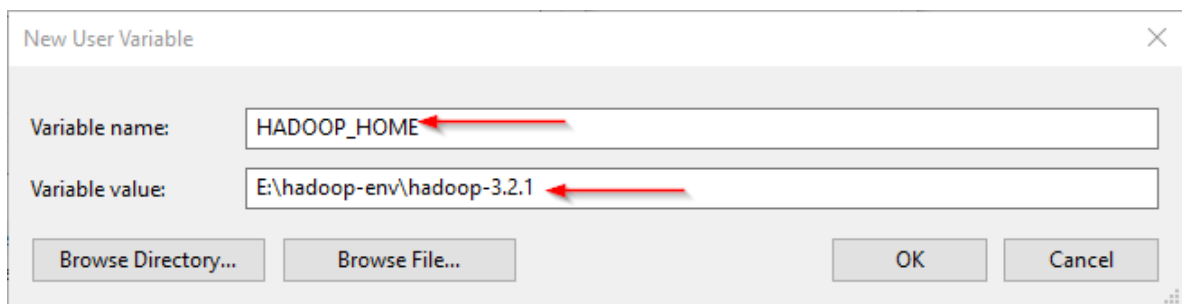 New User Variable
Variable name: HADOOP_HOME
Variable value: E:\hadoop-env\hadoop-3.2.1
Browse Directory... Browse File... OK Cancel